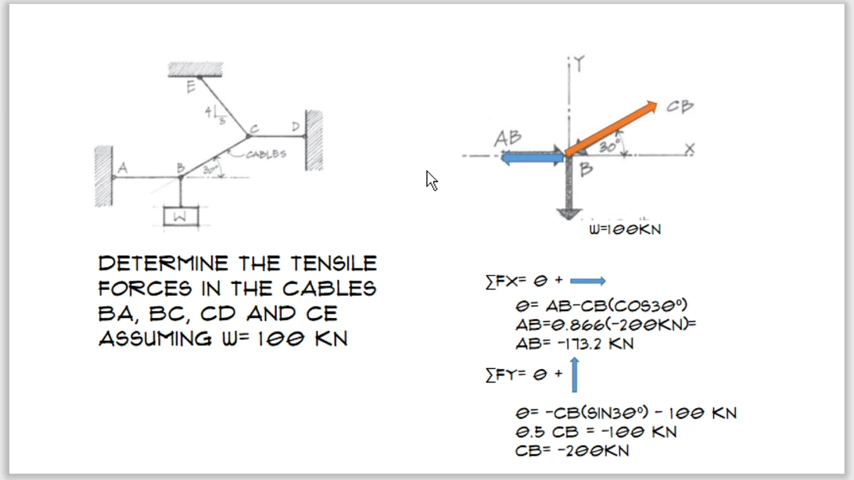 E
4
3
C
D
A
B
30°
CABLES
W
DETERMINE THE TENSILE
FORCES IN THE CABLES
BA, BC, CD AND CE
ASSUMING W= 100 KN
Y
CB
AB
30°
X
B
W=100KN
∑FX= 0 +
0= AB-CB(COS30°)
AB=0.866(-200KN)=
AB= -173.2 KN
∑FY= 0 +
0= -CB(SIN30°) - 100 KN
0.5 CB = -100 KN
CB= -200KN